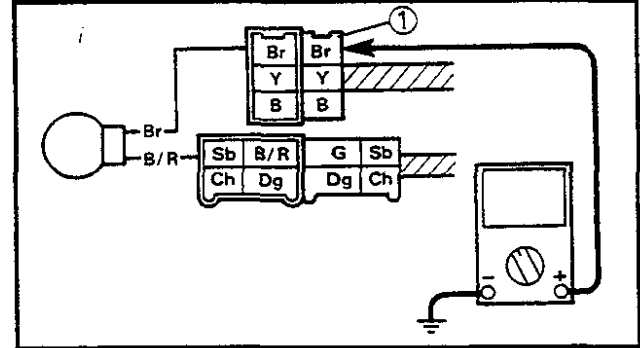 i
1
Br Br
Y Y
B B
Br
B/R
Sb B/R G Sb
Ch Dg Dg Ch
- +